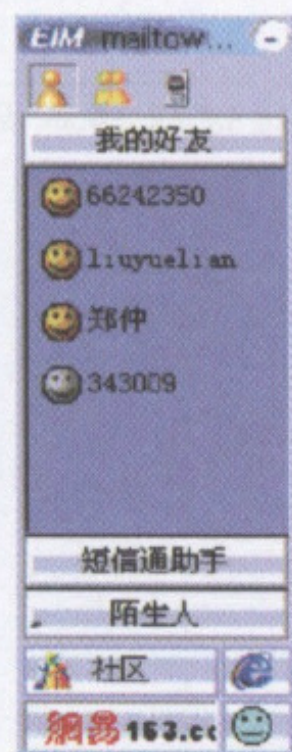 EIM mailtow...
我的好友
66242350
liuyuelian
郑仲
343009
短信通助手
陌生人
社区
網易163.cc